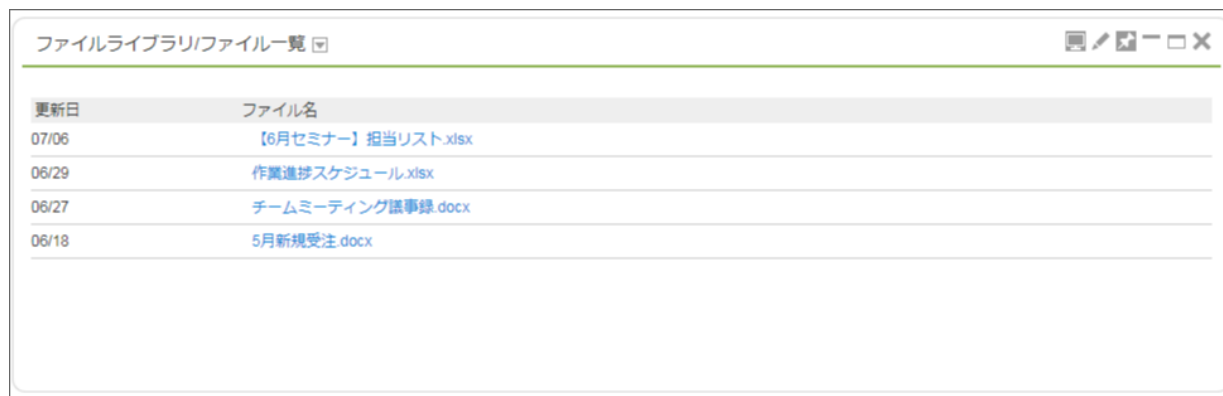 ファイルライブラリ/ファイル一覧
更新日 ファイル名
07/06 【6月セミナー】担当リスト.xlsx
06/29 作業進捗スケジュール.xlsx
06/27 チームミーティング議事録.docx
06/18 5月新規受注.docx